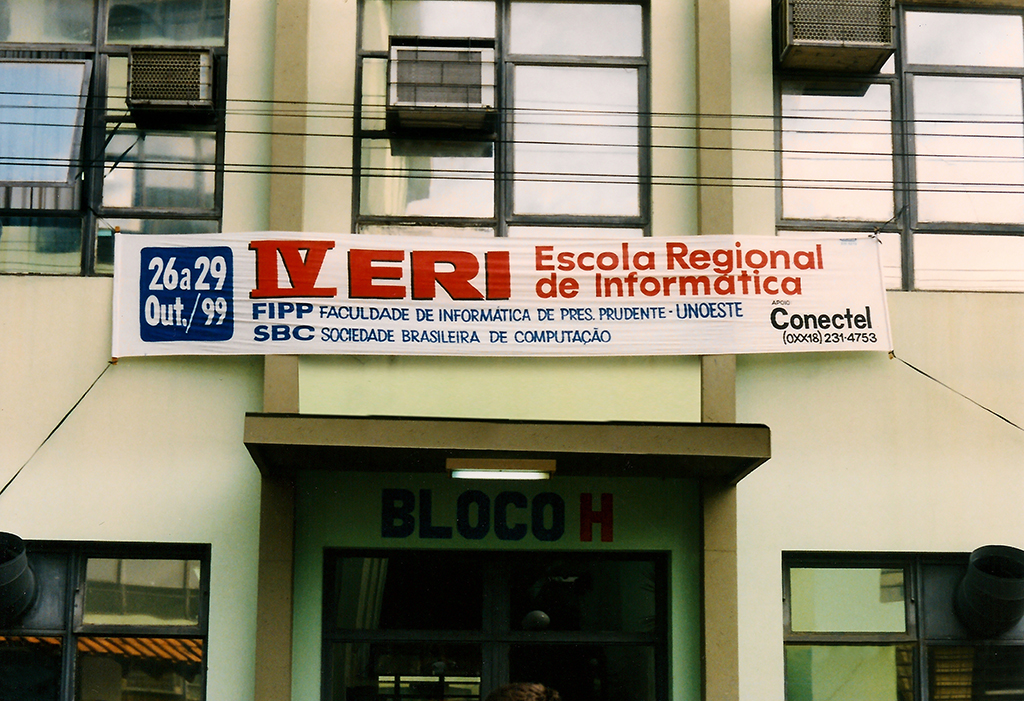 26 a 29
Out./99
IV ERI
Escola Regional
de Informática
FIPP FACULDADE DE INFORMÁTICA DE PRES. PRUDENTE - UNOESTE
SBC SOCIEDADE BRASILEIRA DE COMPUTAÇÃO
APOIO
Conectel
(0XX18) 231-4753
BLOCO H